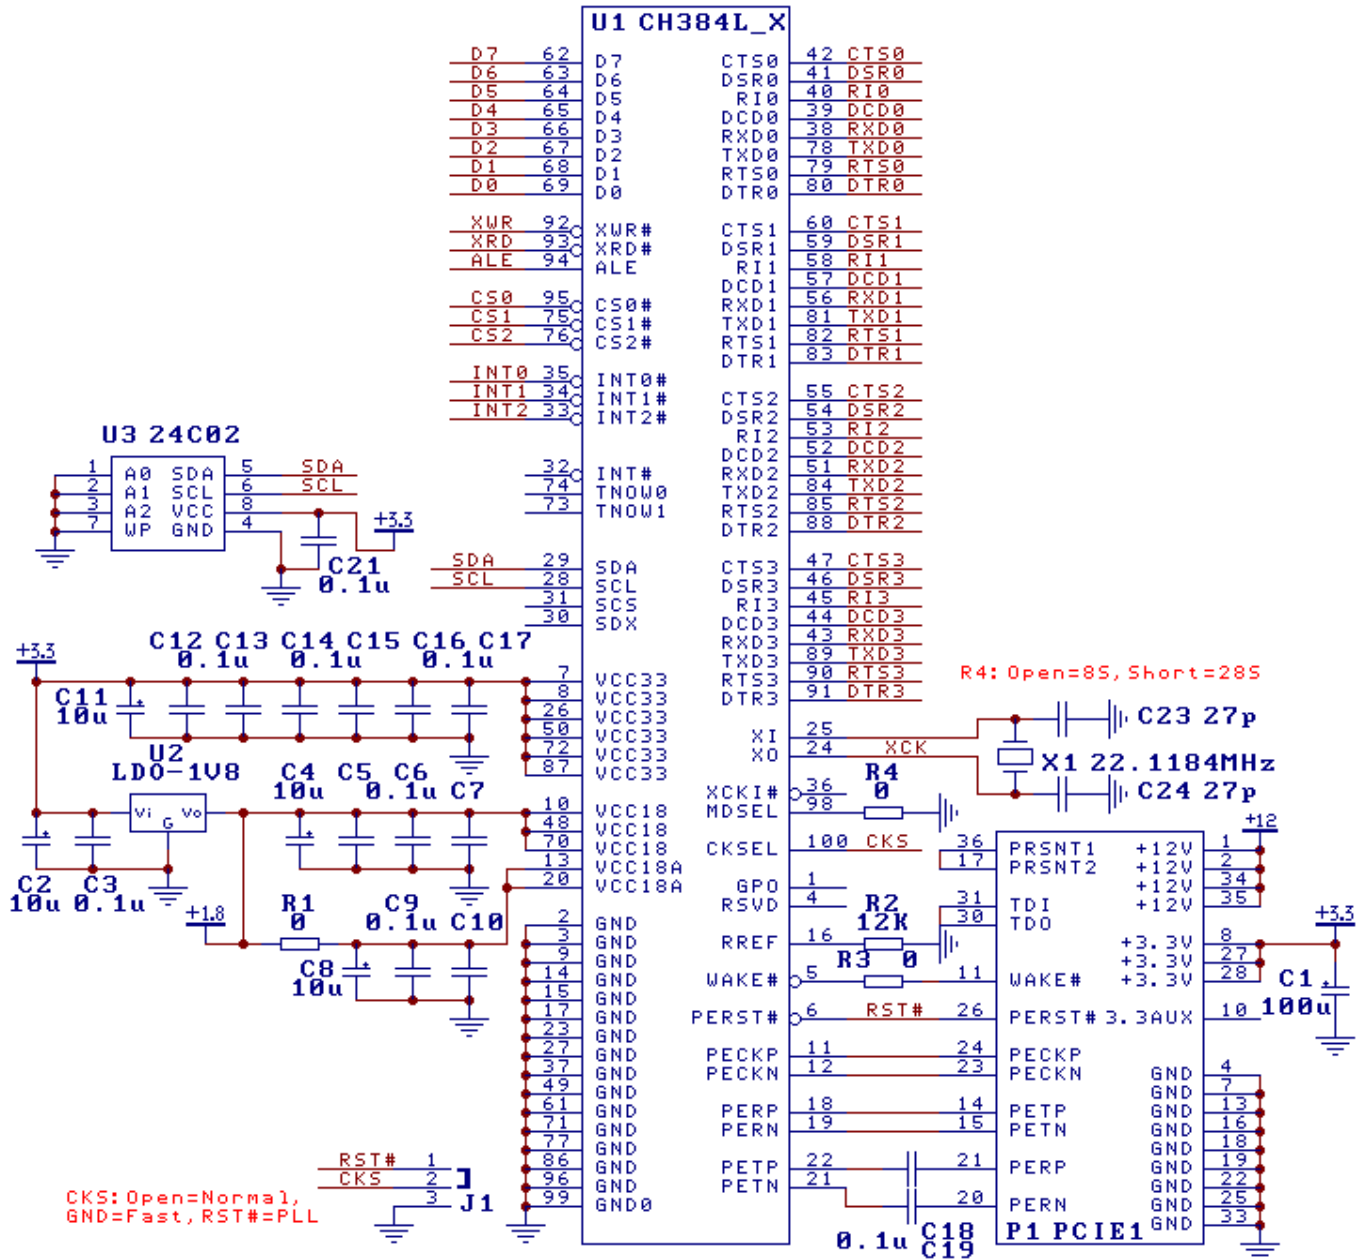 U1 CH384L_X
D7 62 D7
D6 63 D6
D5 64 D5
D4 65 D4
D3 66 D3
D2 67 D2
D1 68 D1
D0 69 D0
XWR 92 XWR#
XRD 93 XRD#
ALE 94 ALE
CS0 95 CS0#
CS1 75 CS1#
CS2 76 CS2#
INT0 35 INT0#
INT1 34 INT1#
INT2 33 INT2#
32 INT#
74 TNOW0
73 TNOW1
SDA 29 SDA
SCL 28 SCL
31 SCS
30 SDX
7 VCC33
8 VCC33
26 VCC33
50 VCC33
72 VCC33
87 VCC33
10 VCC18
48 VCC18
70 VCC18
13 VCC18A
20 VCC18A
2 GND
3 GND
9 GND
14 GND
15 GND
17 GND
23 GND
27 GND
37 GND
49 GND
61 GND
71 GND
77 GND
86 GND
96 GND
99 GND0
CTS0 42 CTS0
DSR0 41 DSR0
RI0 40 RI0
DCD0 39 DCD0
RXD0 38 RXD0
TXD0 78 TXD0
RTS0 79 RTS0
DTR0 80 DTR0
CTS1 60 CTS1
DSR1 59 DSR1
RI1 58 RI1
DCD1 57 DCD1
RXD1 56 RXD1
TXD1 81 TXD1
RTS1 82 RTS1
DTR1 83 DTR1
CTS2 55 CTS2
DSR2 54 DSR2
RI2 53 RI2
DCD2 52 DCD2
RXD2 51 RXD2
TXD2 84 TXD2
RTS2 85 RTS2
DTR2 88 DTR2
CTS3 47 CTS3
DSR3 46 DSR3
RI3 45 RI3
DCD3 44 DCD3
RXD3 43 RXD3
TXD3 89 TXD3
RTS3 90 RTS3
DTR3 91 DTR3
XI 25
XO 24 XCK
XCKI# 36
MDSEL 98
CKSEL 100 CKS
GPO 1
RSVD 4
RREF 16
WAKE# 5
PERST# 6 RST#
PECKP 11
PECKN 12
PERP 18
PERN 19
PETP 22
PETN 21
U3 24C02
1 A0 SDA 5 SDA
2 A1 SCL 6 SCL
3 A2 VCC 8
7 WP GND 4
+3.3
C21
0.1u
+3.3
C12 C13 C14 C15 C16 C17
0.1u 0.1u 0.1u
C11
10u
U2
LDO-1V8
Vi Vo
G
C4 C5 C6
10u 0.1u C7
C2 C3
10u 0.1u
+1.8
R1
0
C9
0.1u C10
C8
10u
RST# 1
CKS 2
3 J1
CKS:Open=Normal,
GND=Fast,RST#=PLL
R4:Open=8S,Short=28S
C23 27p
X1 22.1184MHz
C24 27p
R4
0
R2
12K
R3 0
+12
+3.3
C1
100u
36 PRSNT1 +12V 1
17 PRSNT2 +12V 2
+12V 34
31 TDI +12V 35
30 TDO
+3.3V 8
+3.3V 27
11 WAKE# +3.3V 28
26 PERST# 3.3AUX 10
24 PECKP
23 PECKN GND 4
GND 7
14 PETP GND 13
15 PETN GND 16
GND 18
21 PERP GND 19
GND 22
20 PERN GND 25
GND 33
P1 PCIE1
0.1u C18
C19